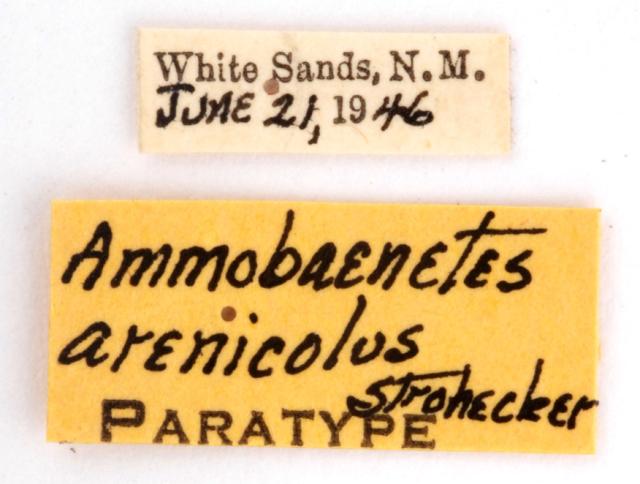 White Sands, N. M.
JUNE 21, 1946
Ammobaenetes
arenicolus
Strohecker
PARATYPE